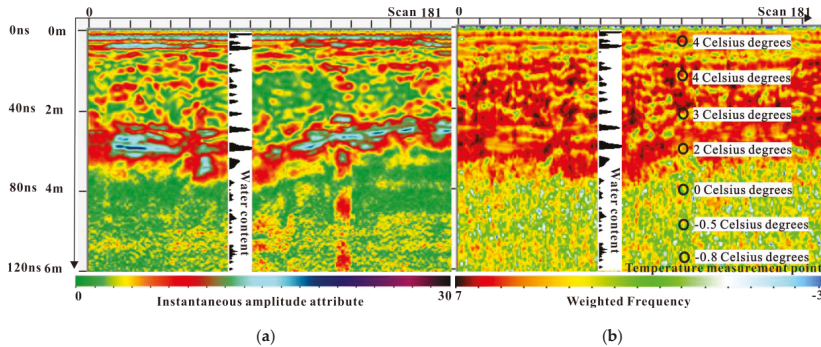 0 Scan 181 0 Scan 181
0ns 0m
40ns 2m
80ns 4m
120ns 6m
Water content
Water content
4 Celsius degrees
4 Celsius degrees
3 Celsius degrees
2 Celsius degrees
0 Celsius degrees
-0.5 Celsius degrees
-0.8 Celsius degrees
Temperature measurement point
0 Instantaneous amplitude attribute 30
7 Weighted Frequency -3
(a) (b)